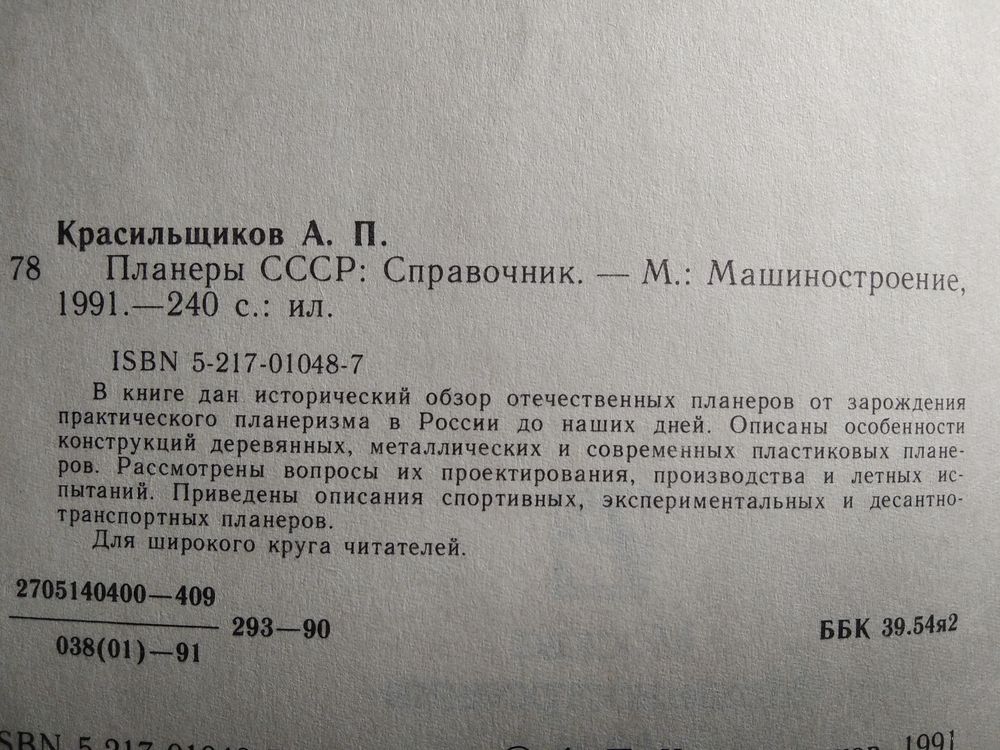 Красильщиков А. П.
78 Планеры СССР: Справочник. — М.: Машиностроение,
1991.—240 с.: ил.
ISBN 5-217-01048-7
В книге дан исторический обзор отечественных планеров от зарождения
практического планеризма в России до наших дней. Описаны особенности
конструкций деревянных, металлических и современных пластиковых плане-
ров. Рассмотрены вопросы их проектирования, производства и летных ис-
пытаний. Приведены описания спортивных, экспериментальных и десантно-
транспортных планеров.
Для широкого круга читателей.
2705140400—409
038(01)—91
293—90
ББК 39.54я2
1991